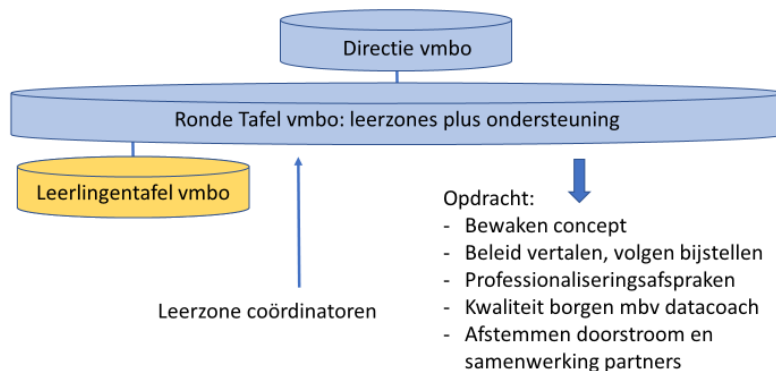 Directie vmbo
Ronde Tafel vmbo: leerzones plus ondersteuning
Leerlingentafel vmbo
Leerzone coördinatoren
Opdracht:
- Bewaken concept
- Beleid vertalen, volgen bijstellen
- Professionaliseringsafspraken
- Kwaliteit borgen mbv datacoach
- Afstemmen doorstroom en
samenwerking partners